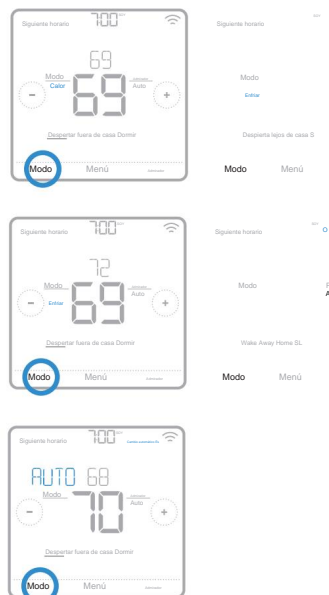 Siguiente horario 7:00
69
Modo
Calor 69 Auto
- +
Despertar fuera de casa Dormir
Modo Menú
Siguiente horario
Modo
Enfriar
Despierta lejos de casa S
Modo Menú
Siguiente horario 7:00
72
Modo
Enfriar 69 Auto
- +
Despertar fuera de casa Dormir
Modo Menú
Siguiente horario
O
Modo
Wake Away Home SL
Modo Menú
Siguiente horario 7:00
AUTO 68
Modo
70 Auto
- +
Despertar fuera de casa Dormir
Modo Menú